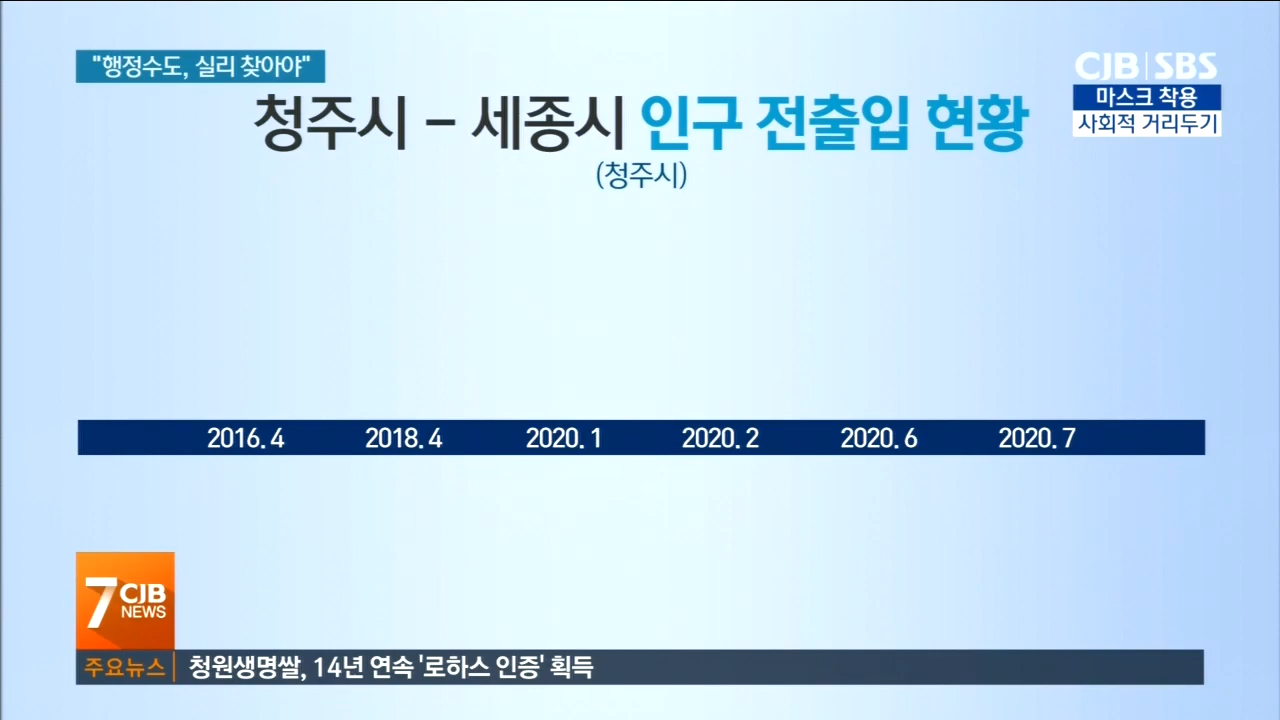 "행정수도, 실리 찾아야"
CJB SBS
마스크 착용
사회적 거리두기
청주시 - 세종시 인구 전출입 현황
(청주시)
2016.4 2018.4 2020.1 2020.2 2020.6 2020.7
7 CJB NEWS
주요뉴스 청원생명쌀, 14년 연속 '로하스 인증' 획득